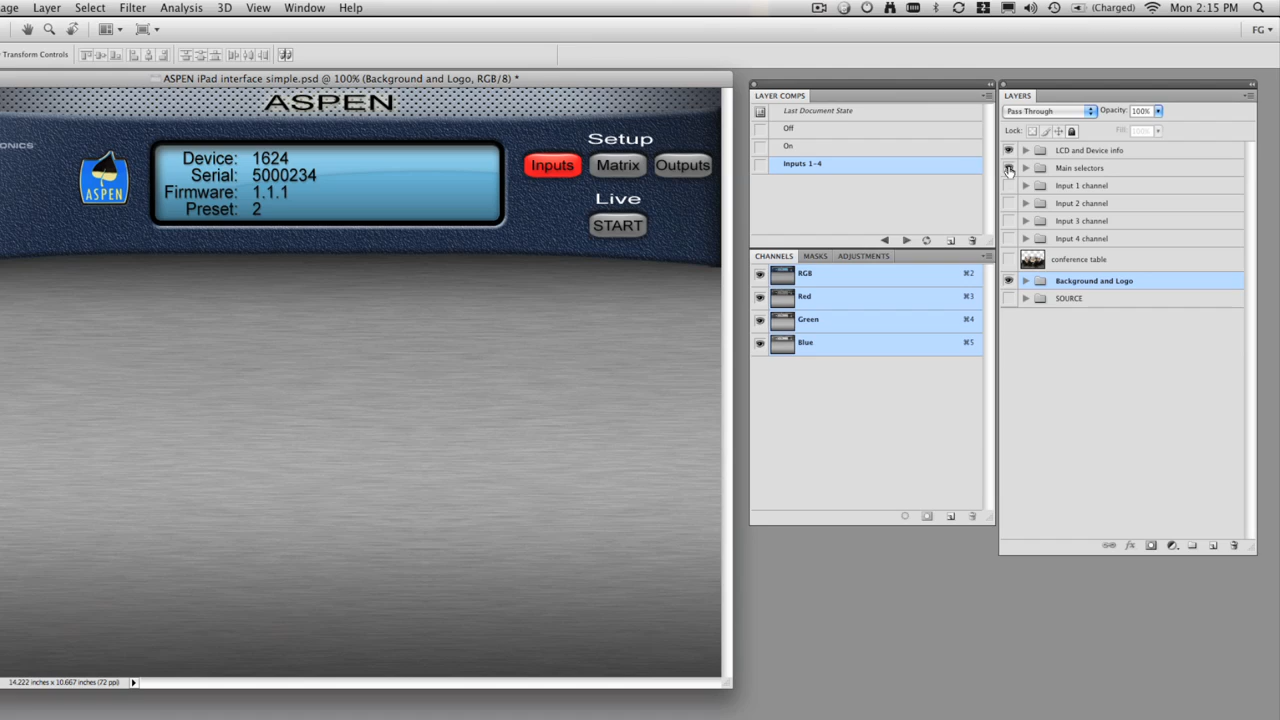 age Layer Select Filter Analysis 3D View Window Help (Charged) Mon 2:15 PM
FG
Transform Controls
ASPEN iPad interface simple.psd @ 100% (Background and Logo, RGB/8) *
ASPEN
ONICS
ASPEN
Device: 1624
Serial: 5000234
Firmware: 1.1.1
Preset: 2
Setup
Inputs Matrix Outputs
Live
START
14.222 inches x 10.667 inches (72 ppi)
LAYER COMPS
Last Document State
Off
On
Inputs 1-4
CHANNELS MASKS ADJUSTMENTS
RGB ⌘2
Red ⌘3
Green ⌘4
Blue ⌘5
LAYERS
Pass Through Opacity: 100%
Lock: Fill: 100%
LCD and Device info
Main selectors
Input 1 channel
Input 2 channel
Input 3 channel
Input 4 channel
conference table
Background and Logo
SOURCE
fx